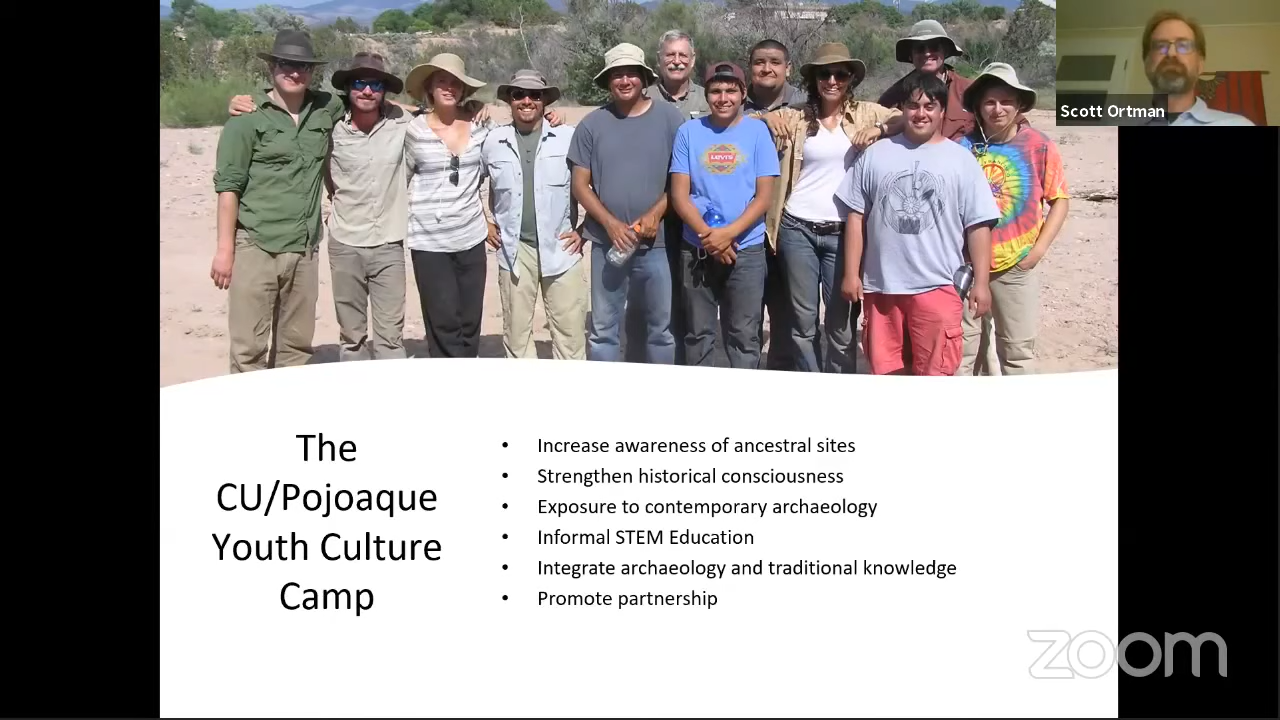 Scott Ortman
LEVI'S
The
CU/Pojoaque
Youth Culture
Camp
• Increase awareness of ancestral sites
• Strengthen historical consciousness
• Exposure to contemporary archaeology
• Informal STEM Education
• Integrate archaeology and traditional knowledge
• Promote partnership
zoom